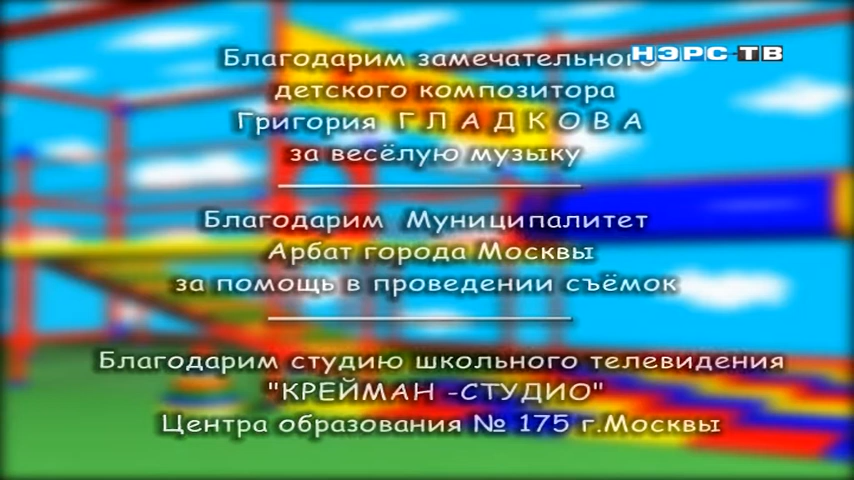 НЭРС-ТВ
Благодарим замечательного
детского композитора
Григория Г Л А Д К О В А
за весёлую музыку
Благодарим Муниципалитет
Арбат города Москвы
за помощь в проведении съёмок
Благодарим студию школьного телевидения
"КРЕЙМАН -СТУДИО"
Центра образования № 175 г.Москвы